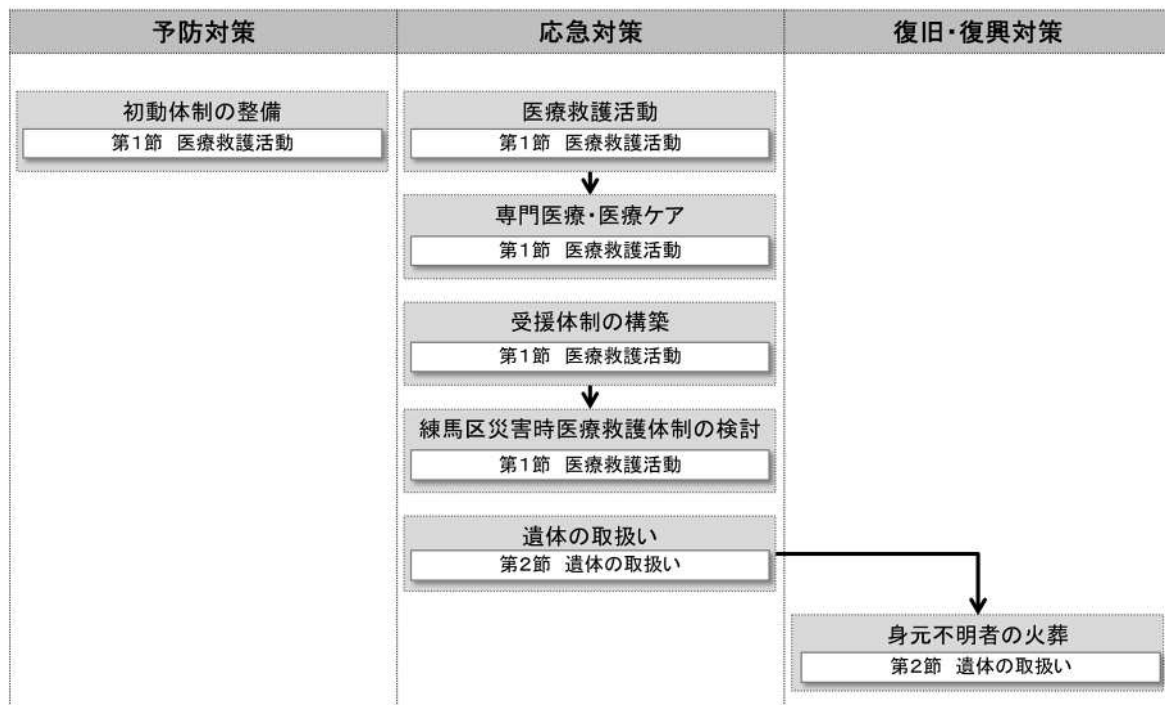 予防対策
応急対策
復旧・復興対策
初動体制の整備
第1節 医療救護活動
医療救護活動
第1節 医療救護活動
専門医療・医療ケア
第1節 医療救護活動
受援体制の構築
第1節 医療救護活動
練馬区災害時医療救護体制の検討
第1節 医療救護活動
遺体の取扱い
第2節 遺体の取扱い
身元不明者の火葬
第2節 遺体の取扱い